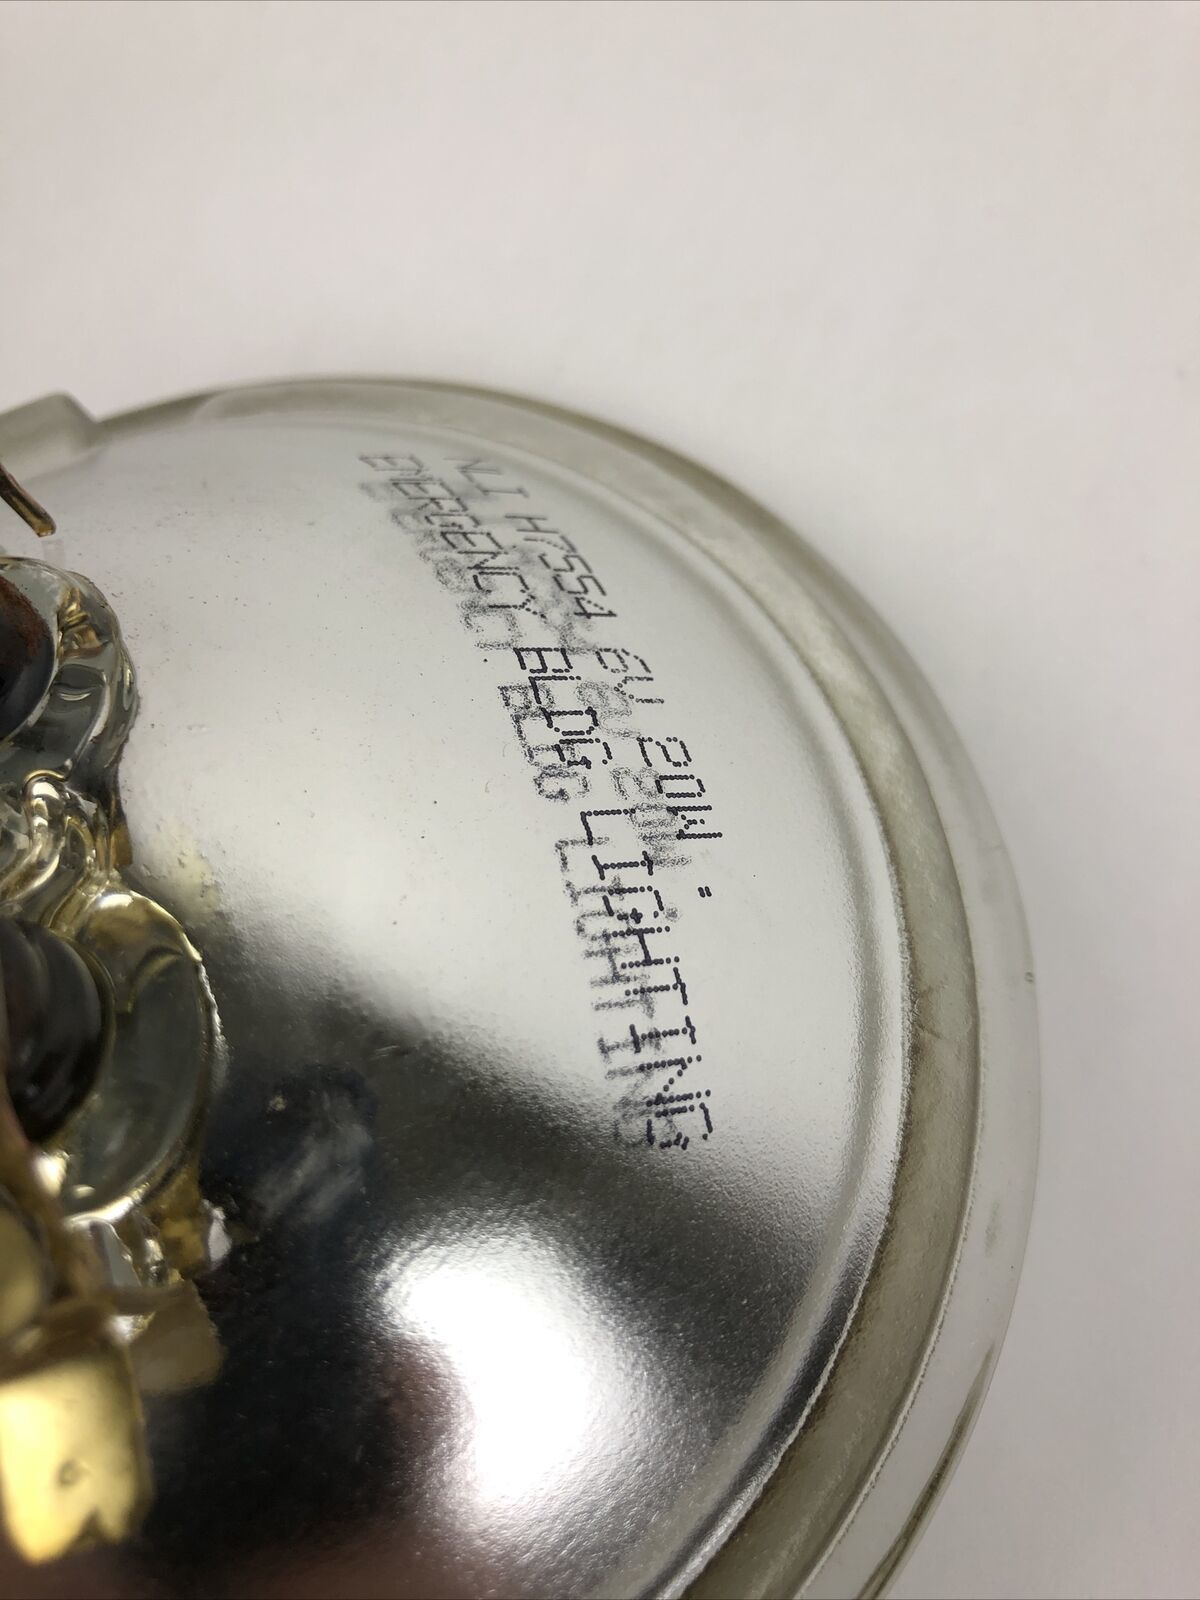 NLI H7554 6V 20W "
EMERGENCY BLDG LIGHTING